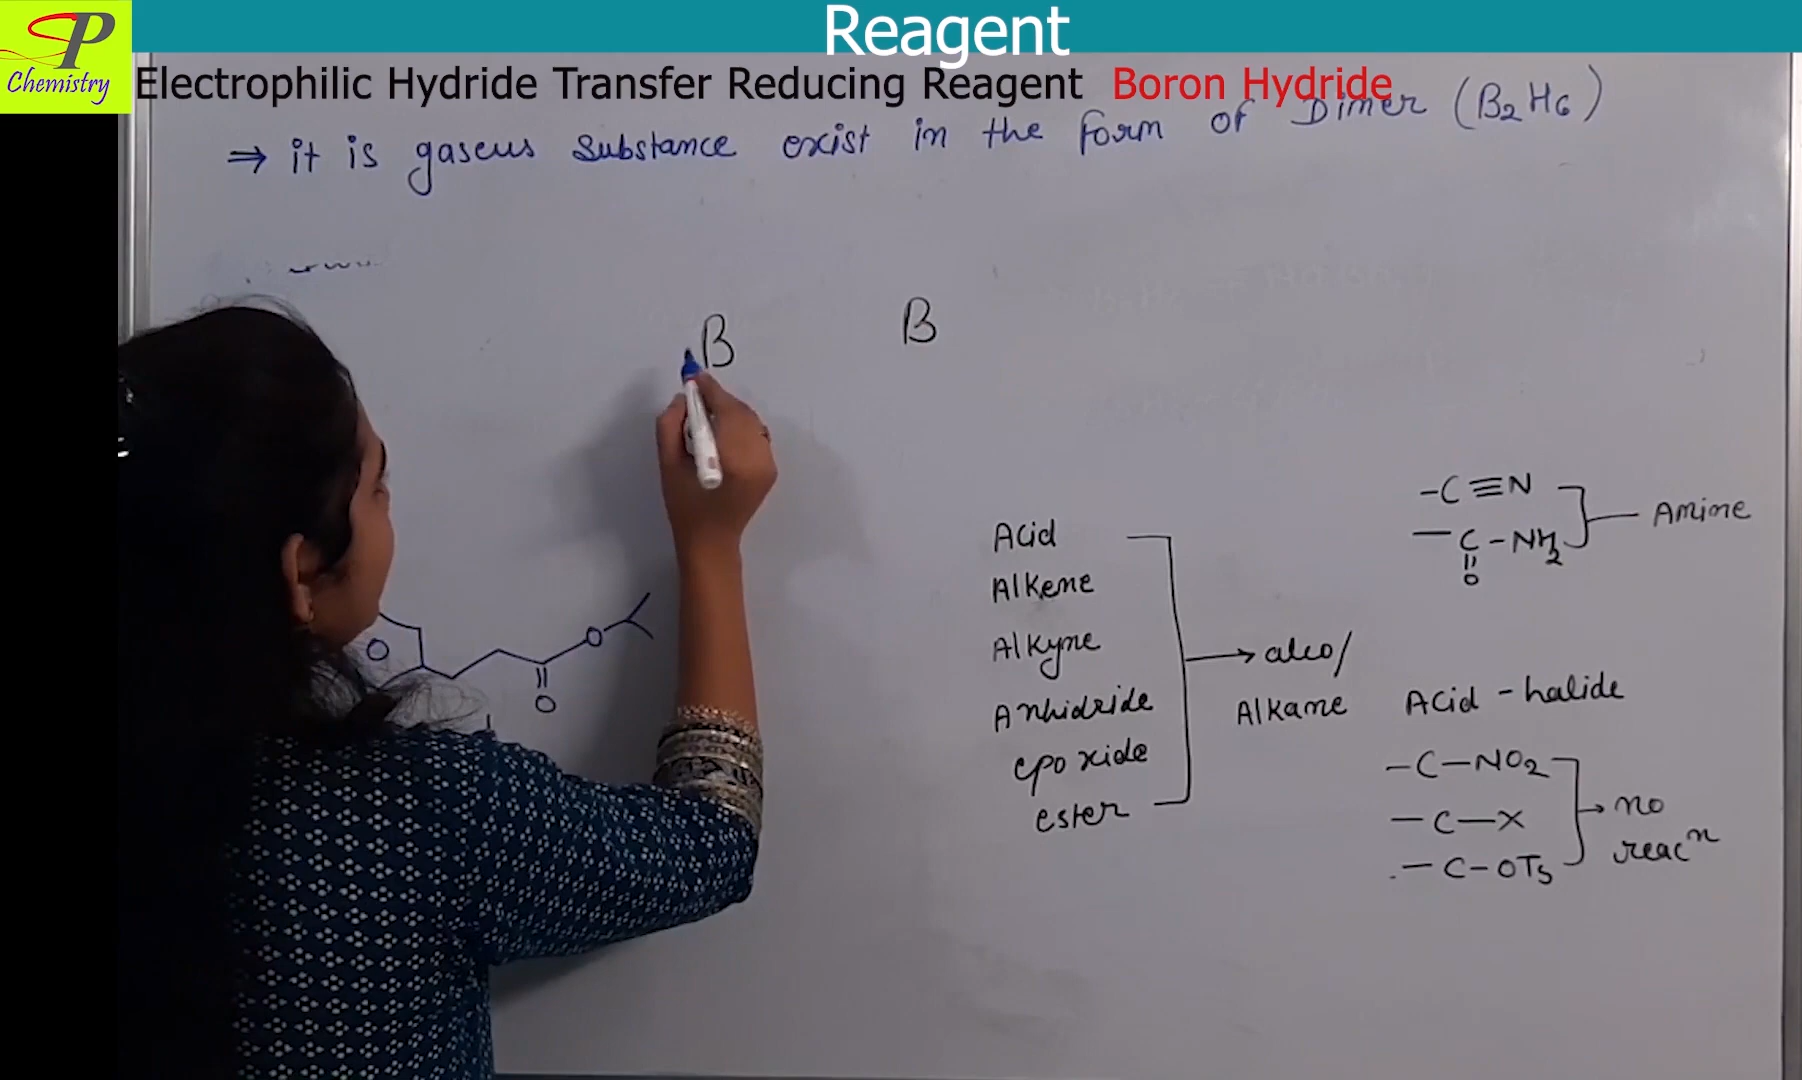 Reagent
SP
Chemistry
Electrophilic Hydride Transfer Reducing Reagent Boron Hydride
⇒ it is gaseus substance exist in the form of Dimer (B2H6)
B B
-C≡N
— C - NH2
O
Amine
Acid
Alkene
Alkyne
Anhidride
epoxide
ester
→ alco/
Alkane
O
O
O
Acid - halide
- C - NO2
- C - X
- C - OTs
→ no
reacn